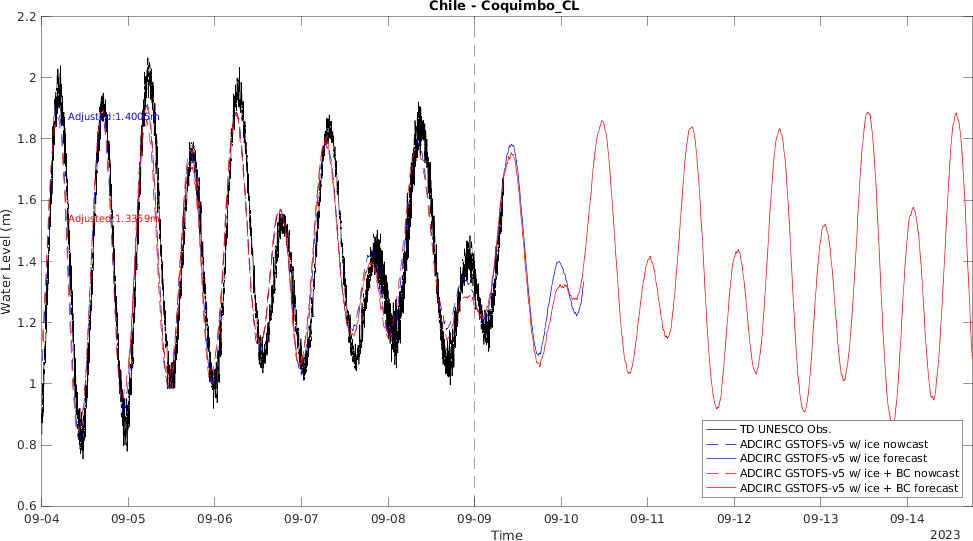 Chile - Coquimbo_CL
2.2
2
1.8
1.6
1.4
1.2
1
0.8
0.6
Water Level (m)
Adjusted:1.4005m
Adjusted:1.3359m
TD UNESCO Obs.
ADCIRC GSTOFS-v5 w/ ice nowcast
ADCIRC GSTOFS-v5 w/ ice forecast
ADCIRC GSTOFS-v5 w/ ice + BC nowcast
ADCIRC GSTOFS-v5 w/ ice + BC forecast
09-04 09-05 09-06 09-07 09-08 09-09 09-10 09-11 09-12 09-13 09-14
Time
2023